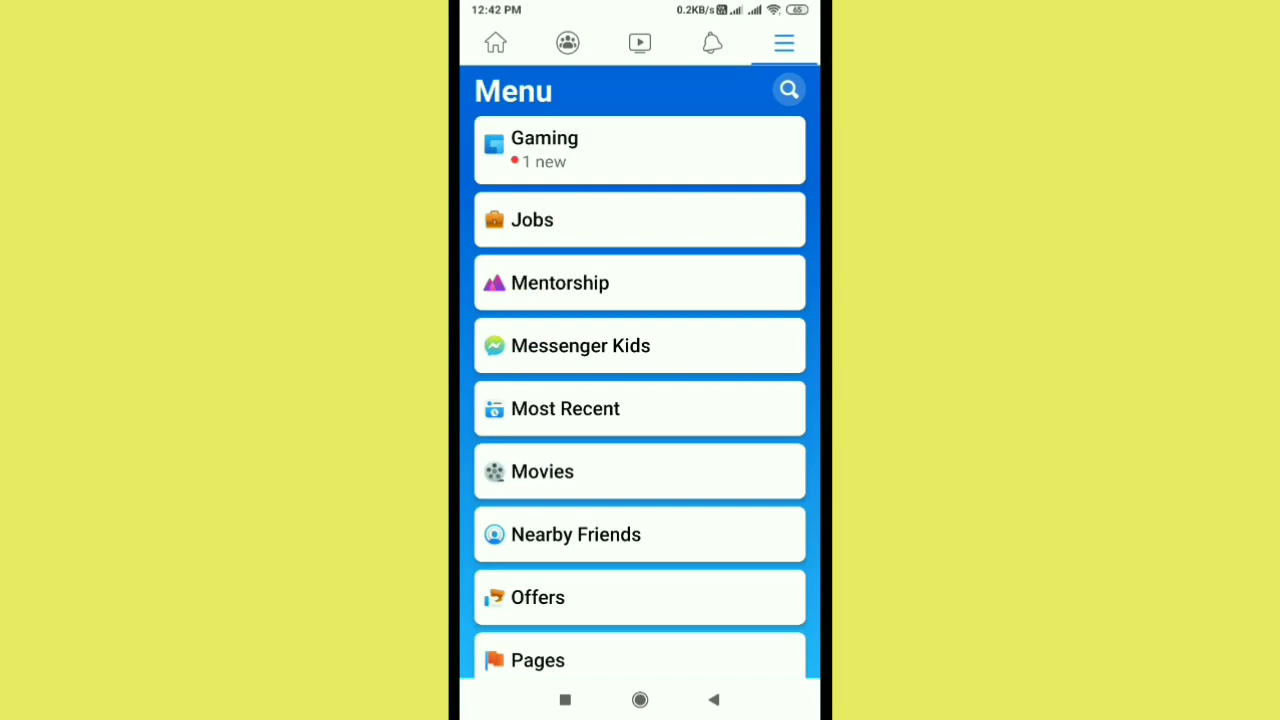 12:42 PM 0.2KB/s 65
Menu
Gaming
1 new
Jobs
Mentorship
Messenger Kids
Most Recent
Movies
Nearby Friends
Offers
Pages